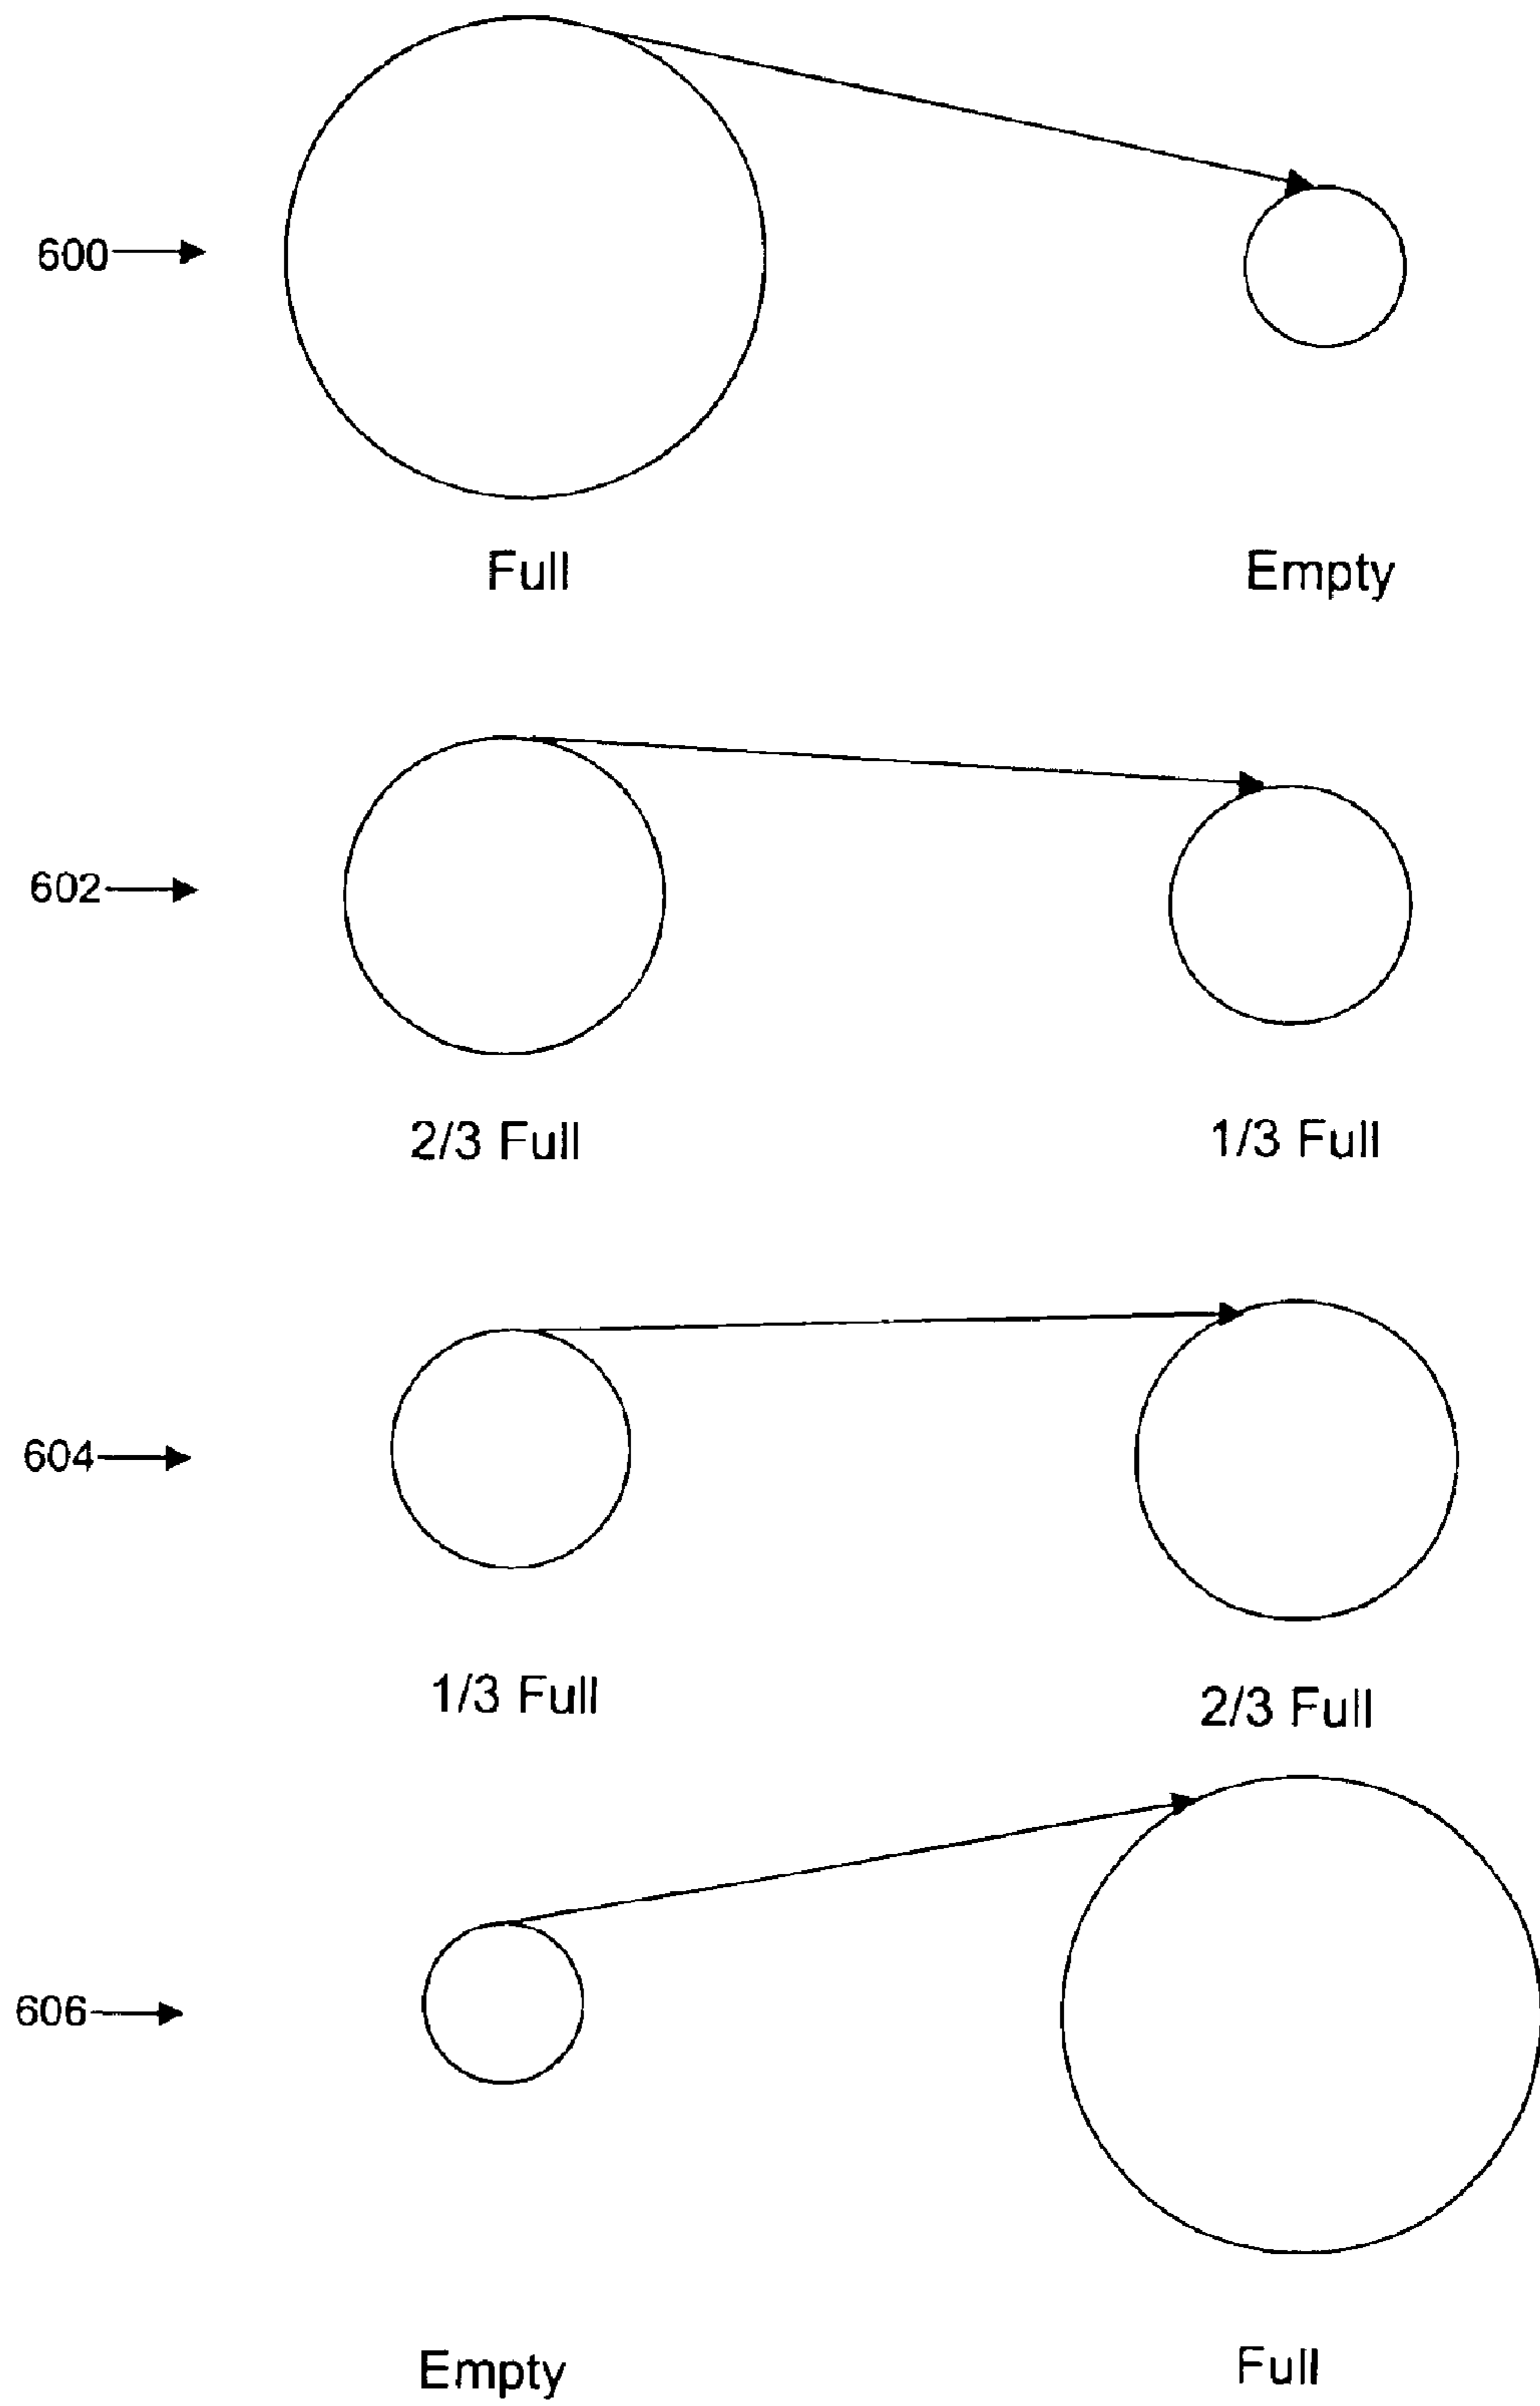 600
Full Empty
602
2/3 Full 1/3 Full
604
1/3 Full 2/3 Full
606
Empty Full